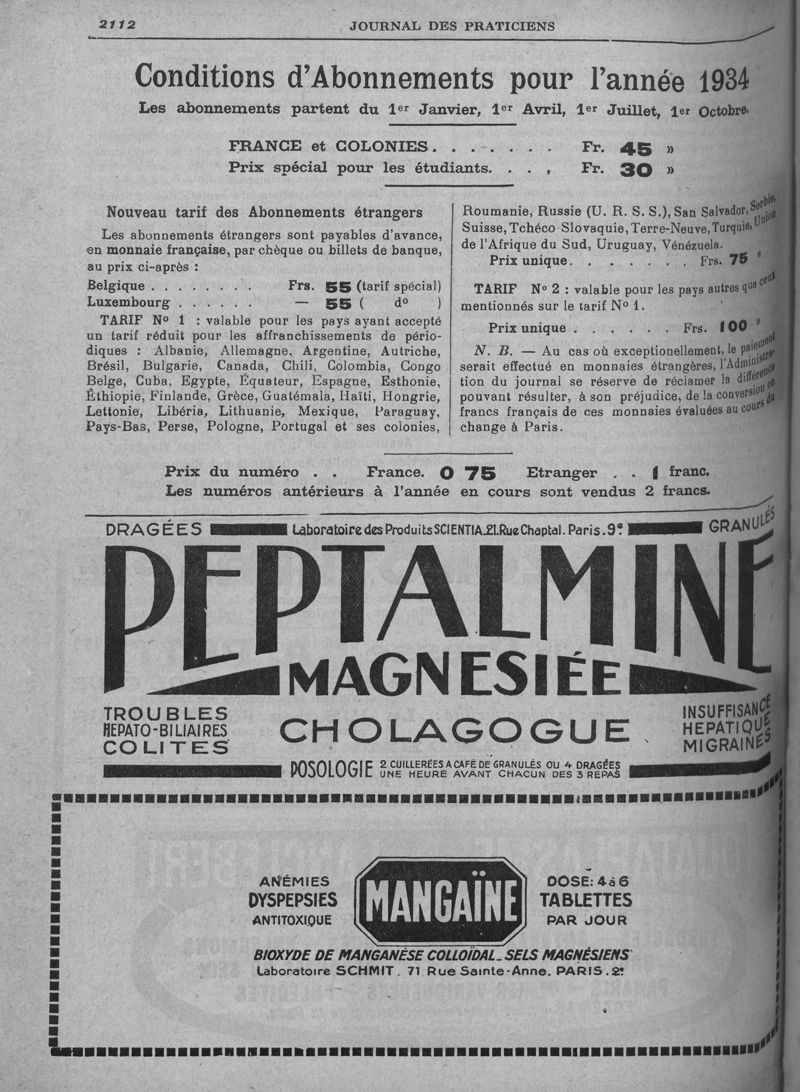 2112
JOURNAL DES PRATICIENS
Conditions d'Abonnements pour l'année 1934
Les abonnements partent du 1er Janvier, 1er Avril, 1er Juillet, 1er Octobre.
FRANCE et COLONIES. . . . . . . Fr. 45 »
Prix spécial pour les étudiants. . . , Fr. 30 »
Nouveau tarif des Abonnements étrangers
Les abonnements étrangers sont payables d'avance,
en monnaie française, par chèque ou billets de banque,
au prix ci-après :
Belgique . . . . . . . . Frs. 55 (tarif spécial)
Luxembourg . . . . . . — 55 ( do )
TARIF No 1 : valable pour les pays ayant accepté
un tarif réduit pour les affranchissements de pério-
diques : Albanie, Allemagne, Argentine, Autriche,
Brésil, Bulgarie, Canada, Chili, Colombia, Congo
Belge, Cuba, Egypte, Équateur, Espagne, Esthonie,
Éthiopie, Finlande, Grèce, Guatémala, Haïti, Hongrie,
Lettonie, Libéria, Lithuanie, Mexique, Paraguay,
Pays-Bas, Perse, Pologne, Portugal et ses colonies,
Roumanie, Russie (U. R. S. S.), San Salvador, Serbie,
Suisse, Tchéco-Slovaquie, Terre-Neuve, Turquie, Union
de l'Afrique du Sud, Uruguay, Vénézuela.
Prix unique. . . . . . . . Frs. 75 »
TARIF No 2 : valable pour les pays autres que ceux
mentionnés sur le tarif No 1.
Prix unique . . . . . . Frs. 100 »
N. B. — Au cas où exceptionellement, le paiement
serait effectué en monnaies étrangères, l'Administra-
tion du journal se réserve de réclamer la différence
pouvant résulter, à son préjudice, de la conversion en
francs français de ces monnaies évaluées au cours du
change à Paris.
Prix du numéro . . France. 0 75 Etranger . . 1 franc.
Les numéros antérieurs à l'année en cours sont vendus 2 francs.
DRAGÉES Laboratoire des Produits SCIENTIA. 21. Rue Chaptal. Paris. 9e GRANULÉS
PEPTALMINE
MAGNESIÉE
TROUBLES
HEPATO-BILIAIRES
COLITES
CHOLAGOGUE
INSUFFISANCE
HEPATIQUE
MIGRAINES
POSOLOGIE 2 CUILLERÉES A CAFÉ DE GRANULÉS OU 4 DRAGÉES
UNE HEURE AVANT CHACUN DES 3 REPAS
ANÉMIES
DYSPEPSIES
ANTITOXIQUE
MANGAÏNE
DOSE: 4 à 6
TABLETTES
PAR JOUR
BIOXYDE DE MANGANÈSE COLLOÏDAL_SELS MAGNÉSIENS
Laboratoire SCHMIT. 71 Rue Sainte-Anne. PARIS. 2e